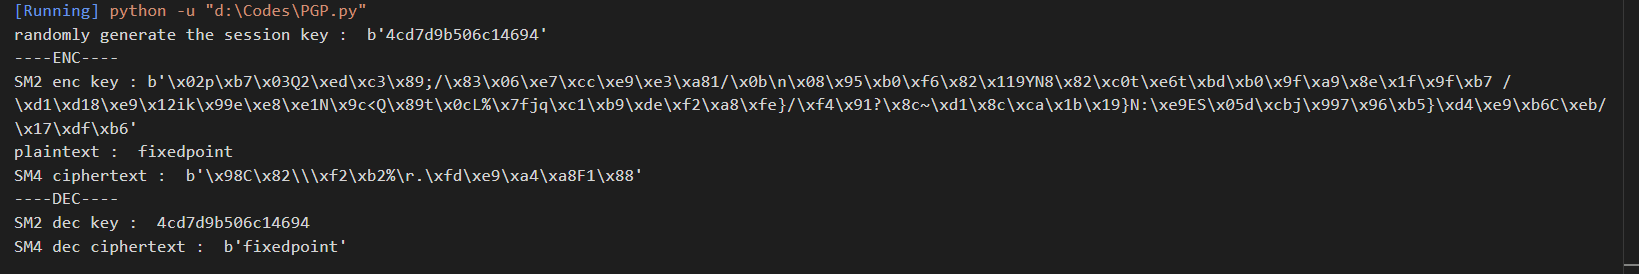 [Running] python -u "d:\Codes\PGP.py"
randomly generate the session key :  b'4cd7d9b506c14694'
----ENC----
SM2 enc key : b'\x02p\xb7\x03Q2\xed\xc3\x89;/\x83\x06\xe7\xcc\xe9\xe3\xa81/\x0b\n\x08\x95\xb0\xf6\x82\x119YN8\x82\xc0t\xe6t\xbd\xb0\x9f\xa9\x8e\x1f\x9f\xb7 /
\xd1\xd18\xe9\x12ik\x99e\xe8\xe1N\x9c<Q\x89t\x0cL%\x7fjq\xc1\xb9\xde\xf2\xa8\xfe}/\xf4\x91?\x8c~\xd1\x8c\xca\x1b\x19}N:\xe9ES\x05d\xcbj\x997\x96\xb5}\xd4\xe9\xb6C\xeb/
\x17\xdf\xb6'
plaintext :  fixedpoint
SM4 ciphertext :  b'\x98C\x82\\\xf2\xb2%\r.\xfd\xe9\xa4\xa8F1\x88'
----DEC----
SM2 dec key :  4cd7d9b506c14694
SM4 dec ciphertext :  b'fixedpoint'